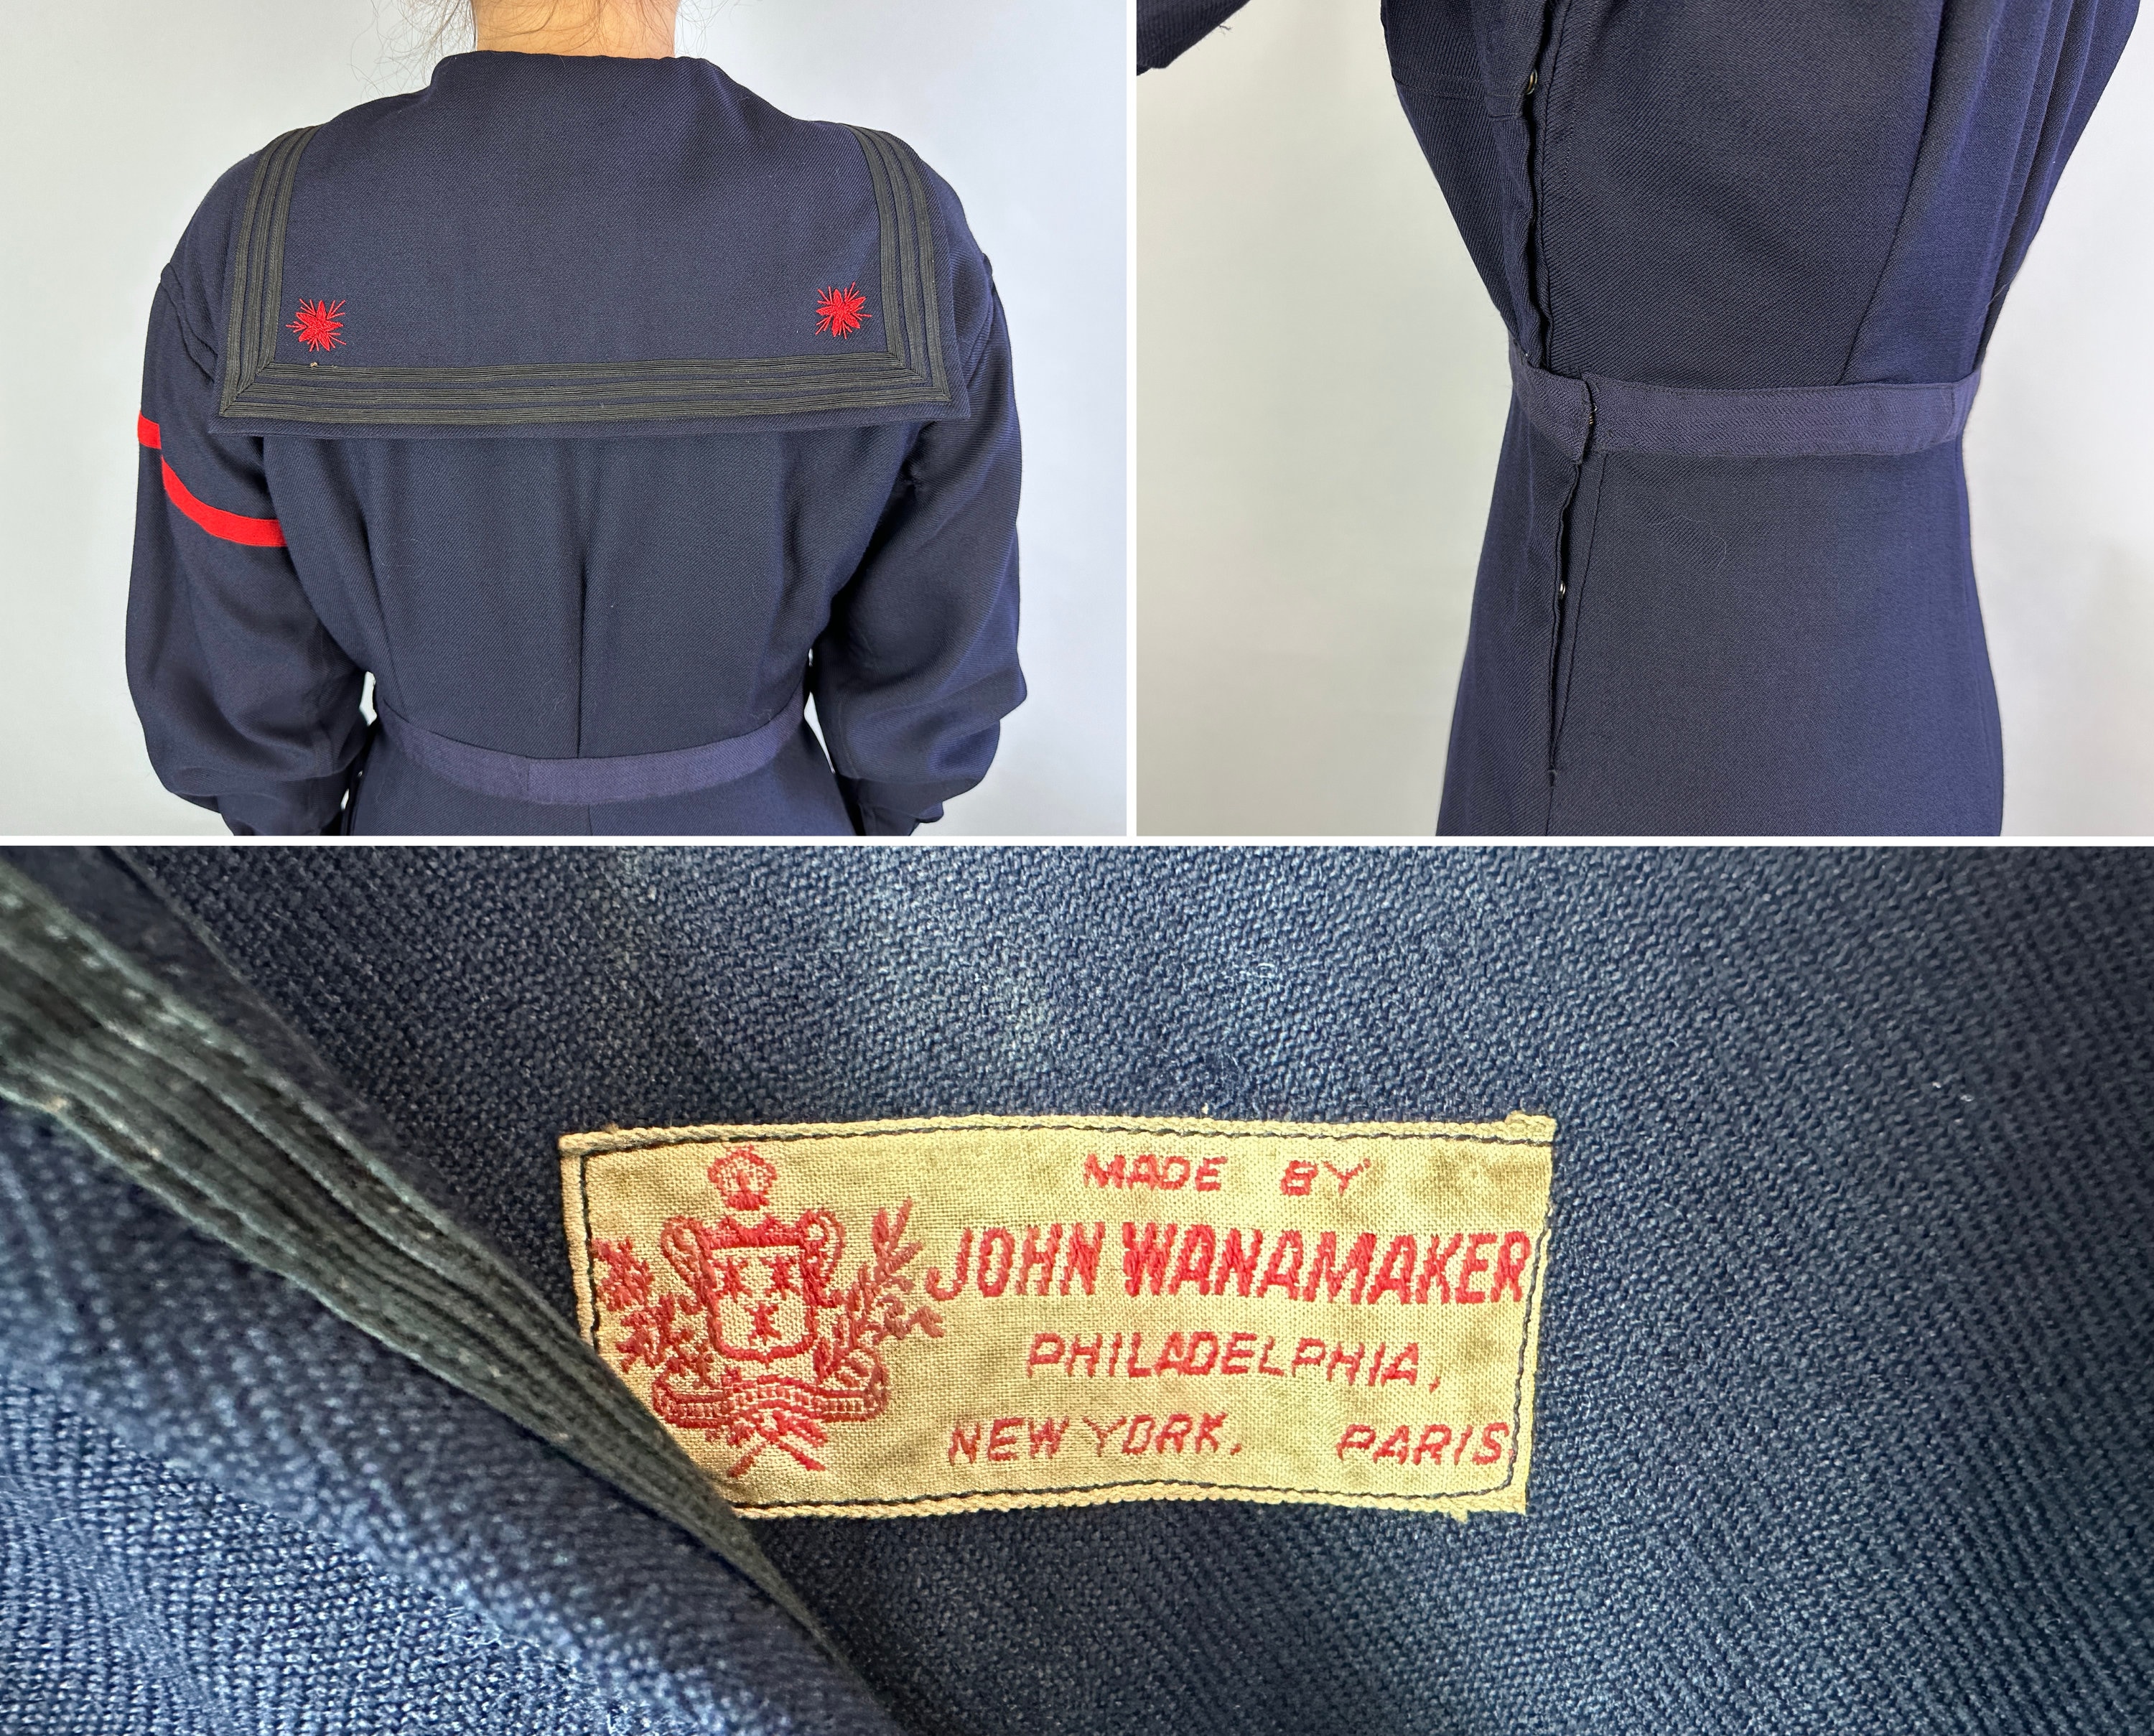 MADE BY
JOHN WANAMAKER
PHILADELPHIA,
NEW YORK, PARIS